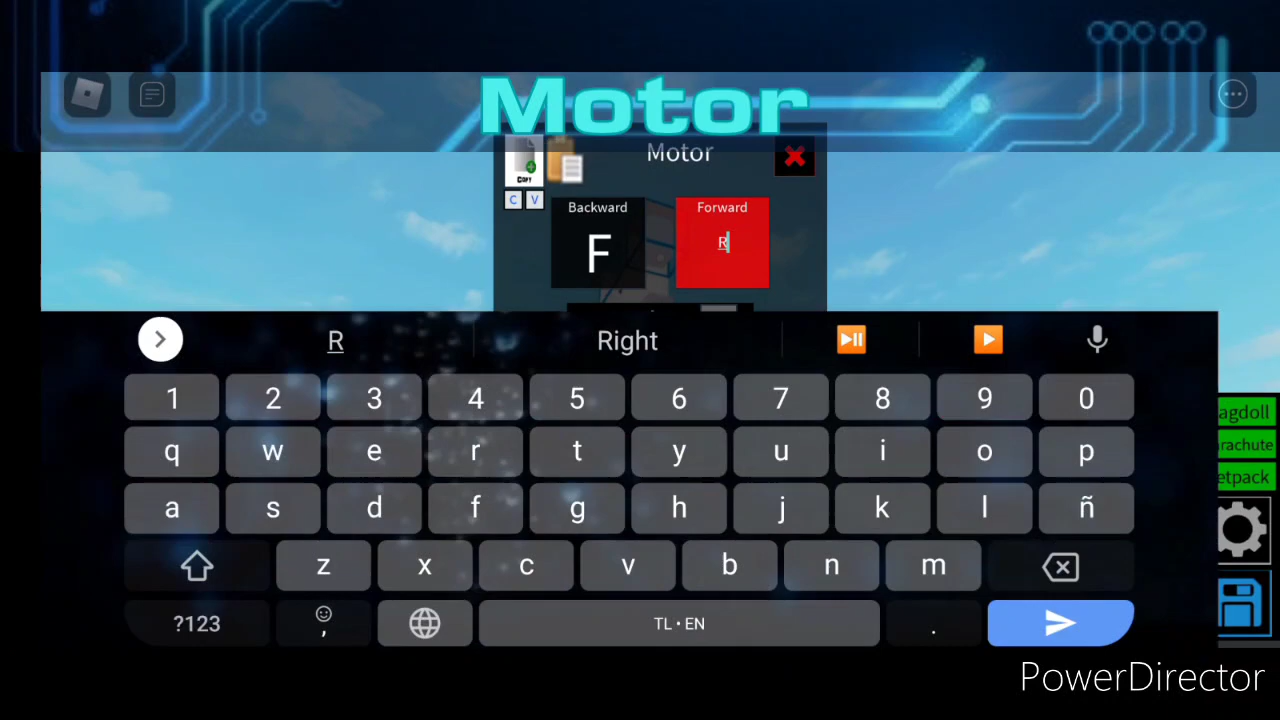 Motor
Motor
COPY
C V
Backward
Forward
F
R
R
Right
1 2 3 4 5 6 7 8 9 0
q w e r t y u i o p
a s d f g h j k l ñ
z x c v b n m
?123
,
TL • EN
.
agdoll
arachute
etpack
PowerDirector